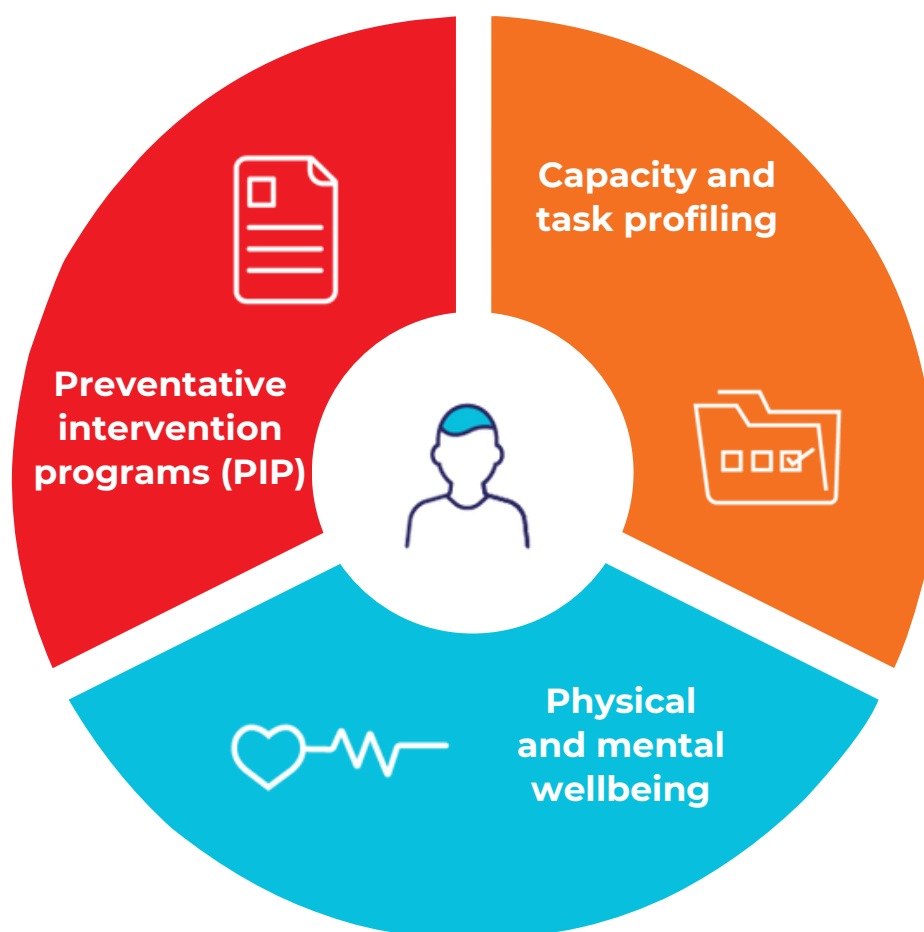 Capacity and
task profiling
Preventative
intervention
programs (PIP)
Physical
and mental
wellbeing